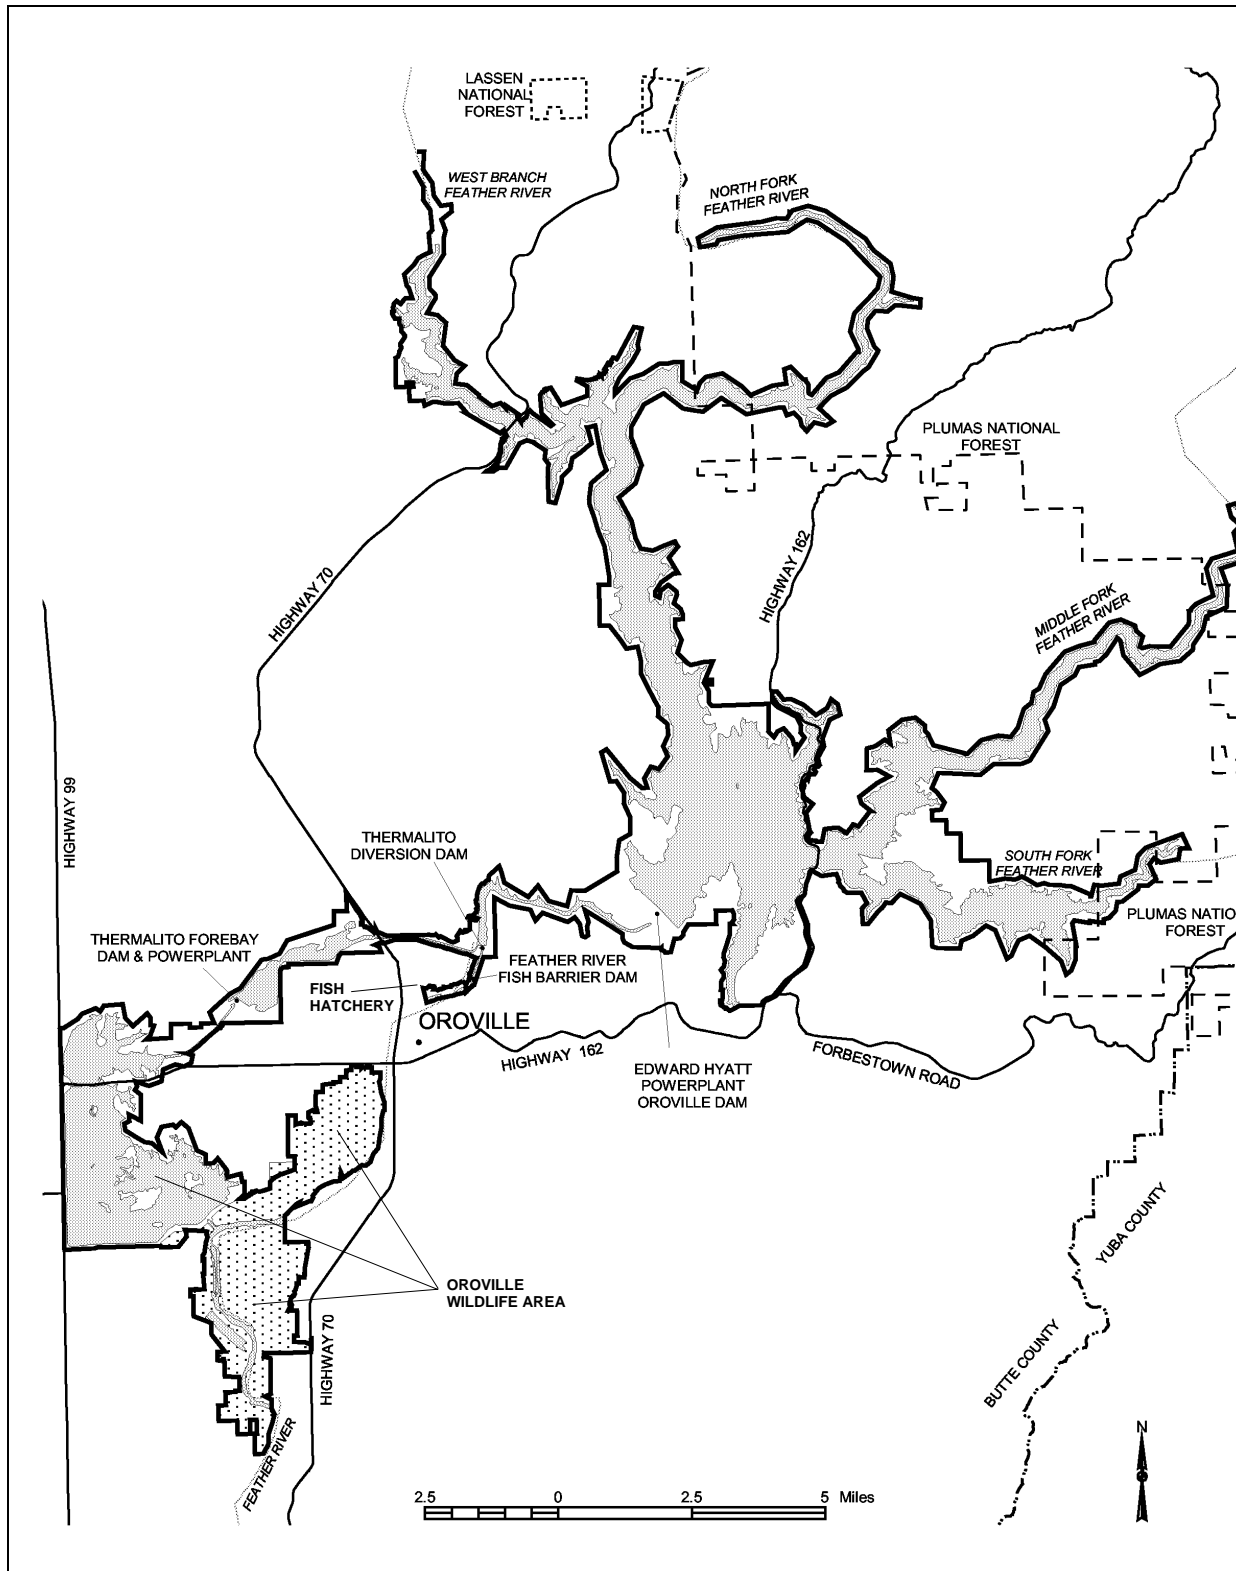 LASSEN
NATIONAL
FOREST
WEST BRANCH
FEATHER RIVER
NORTH FORK
FEATHER RIVER
PLUMAS NATIONAL
FOREST
HIGHWAY 70
HIGHWAY 162
MIDDLE FORK
FEATHER RIVER
HIGHWAY 99
THERMALITO
DIVERSION DAM
SOUTH FORK
FEATHER RIVER
PLUMAS NATIO
FOREST
THERMALITO FOREBAY
DAM & POWERPLANT
FEATHER RIVER
FISH BARRIER DAM
FISH
HATCHERY
OROVILLE
HIGHWAY 162
FORBESTOWN ROAD
EDWARD HYATT
POWERPLANT
OROVILLE DAM
YUBA COUNTY
OROVILLE
WILDLIFE AREA
HIGHWAY 70
BUTTE COUNTY
FEATHER RIVER
N
2.5 0 2.5 5 Miles